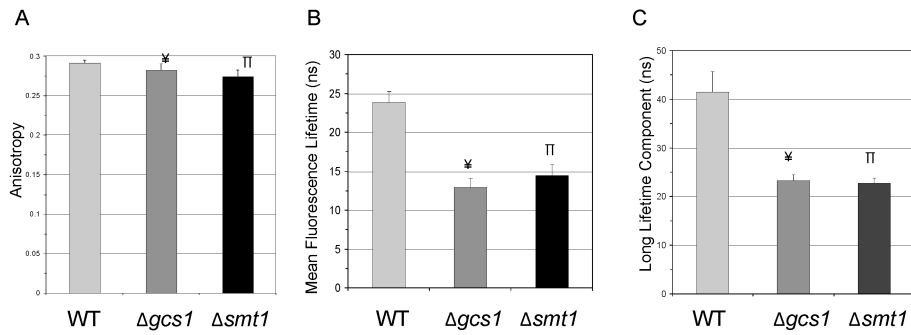 A
Anisotropy
0.3
0.25
0.2
0.15
0.1
0.05
0
¥
π
WT
Δgcs1
Δsmt1
B
Mean Fluorescence Lifetime (ns)
30
25
20
15
10
5
0
¥
π
WT
Δgcs1
Δsmt1
C
Long Lifetime Component (ns)
50
40
30
20
10
0
¥
π
WT
Δgcs1
Δsmt1